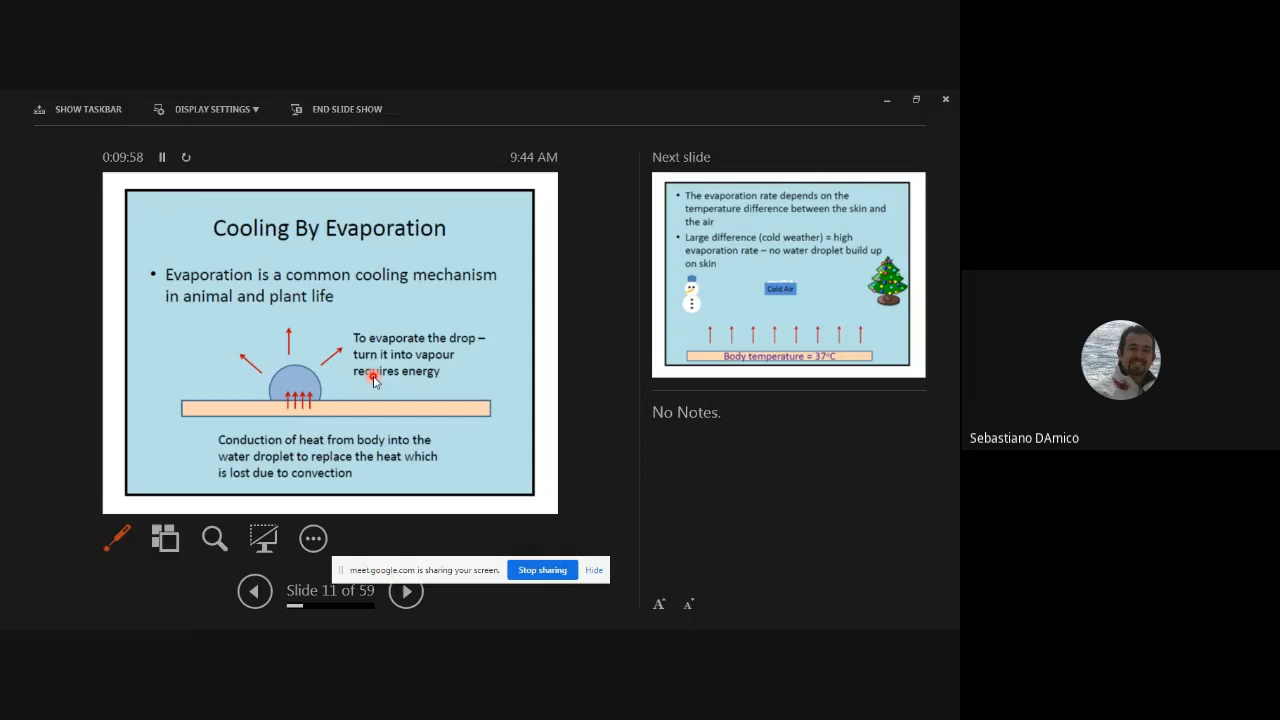 SHOW TASKBAR
DISPLAY SETTINGS
END SLIDE SHOW
0:09:58
9:44 AM
Cooling By Evaporation
• Evaporation is a common cooling mechanism
in animal and plant life
To evaporate the drop –
turn it into vapour
requires energy
Conduction of heat from body into the
water droplet to replace the heat which
is lost due to convection
meet.google.com is sharing your screen.
Stop sharing
Hide
Slide 11 of 59
Next slide
• The evaporation rate depends on the
temperature difference between the skin and
the air
• Large difference (cold weather) = high
evaporation rate – no water droplet build up
on skin
Cold Air
Body temperature = 37°C
No Notes.
A A
Sebastiano DAmico